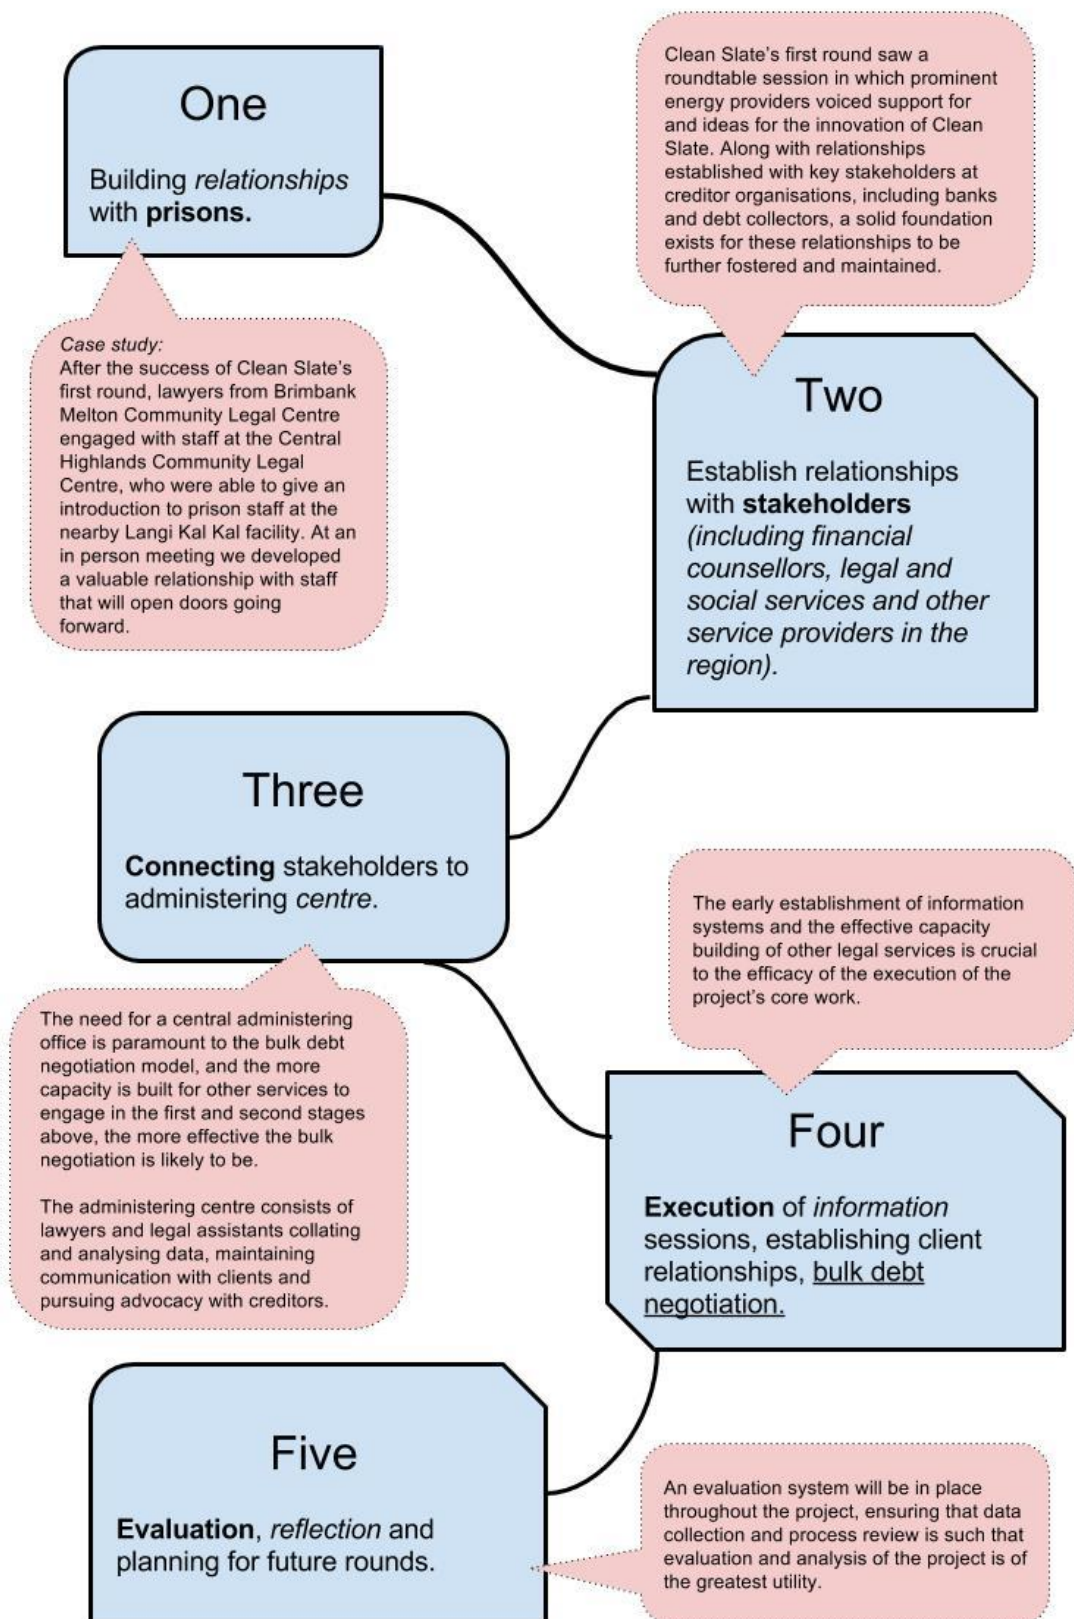 One
Building relationships
with prisons.
Clean Slate’s first round saw a
roundtable session in which prominent
energy providers voiced support for
and ideas for the innovation of Clean
Slate. Along with relationships
established with key stakeholders at
creditor organisations, including banks
and debt collectors, a solid foundation
exists for these relationships to be
further fostered and maintained.
Case study:
After the success of Clean Slate’s
first round, lawyers from Brimbank
Melton Community Legal Centre
engaged with staff at the Central
Highlands Community Legal
Centre, who were able to give an
introduction to prison staff at the
nearby Langi Kal Kal facility. At an
in person meeting we developed
a valuable relationship with staff
that will open doors going
forward.
Two
Establish relationships
with stakeholders
(including financial
counsellors, legal and
social services and other
service providers in the
region).
Three
Connecting stakeholders to
administering centre.
The need for a central administering
office is paramount to the bulk debt
negotiation model, and the more
capacity is built for other services to
engage in the first and second stages
above, the more effective the bulk
negotiation is likely to be.
The administering centre consists of
lawyers and legal assistants collating
and analysing data, maintaining
communication with clients and
pursuing advocacy with creditors.
The early establishment of information
systems and the effective capacity
building of other legal services is crucial
to the efficacy of the execution of the
project’s core work.
Four
Execution of information
sessions, establishing client
relationships, bulk debt
negotiation.
Five
Evaluation, reflection and
planning for future rounds.
An evaluation system will be in place
throughout the project, ensuring that data
collection and process review is such that
evaluation and analysis of the project is of
the greatest utility.